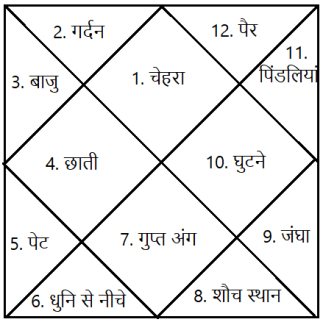 2. गर्दन
12. पैर
1. चेहरा
11.
पिंडलियां
3. बाजु
4. छाती
10. घुटने
5. पेट
7. गुप्त अंग
9. जंघा
6. धुनि से नीचे
8. शौच स्थान